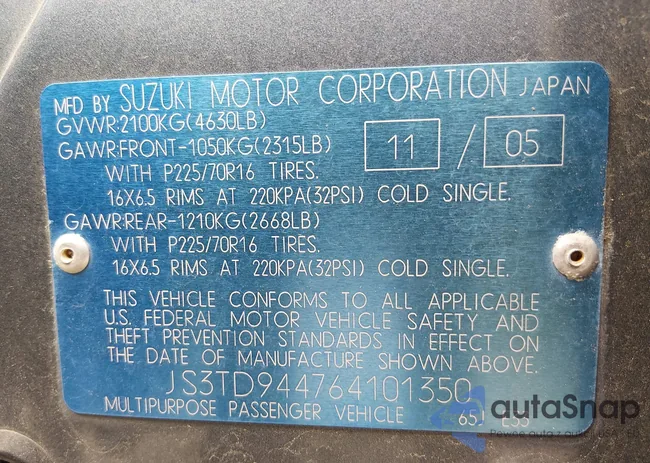 MFD BY SUZUKI MOTOR CORPORATION JAPAN
GVWR:2100KG(4630LB)
GAWR:FRONT-1050KG(2315LB)
11 / 05
WITH P225/70R16 TIRES.
16X6.5 RIMS AT 220KPA(32PSI) COLD SINGLE.
GAWR:REAR-1210KG(2668LB)
WITH P225/70R16 TIRES.
16X6.5 RIMS AT 220KPA(32PSI) COLD SINGLE.
THIS VEHICLE CONFORMS TO ALL APPLICABLE
U.S. FEDERAL MOTOR VEHICLE SAFETY AND
THEFT PREVENTION STANDARDS IN EFFECT ON
THE DATE OF MANUFACTURE SHOWN ABOVE.
JS3TD944764101350
MULTIPURPOSE PASSENGER VEHICLE 65J
autaSnap